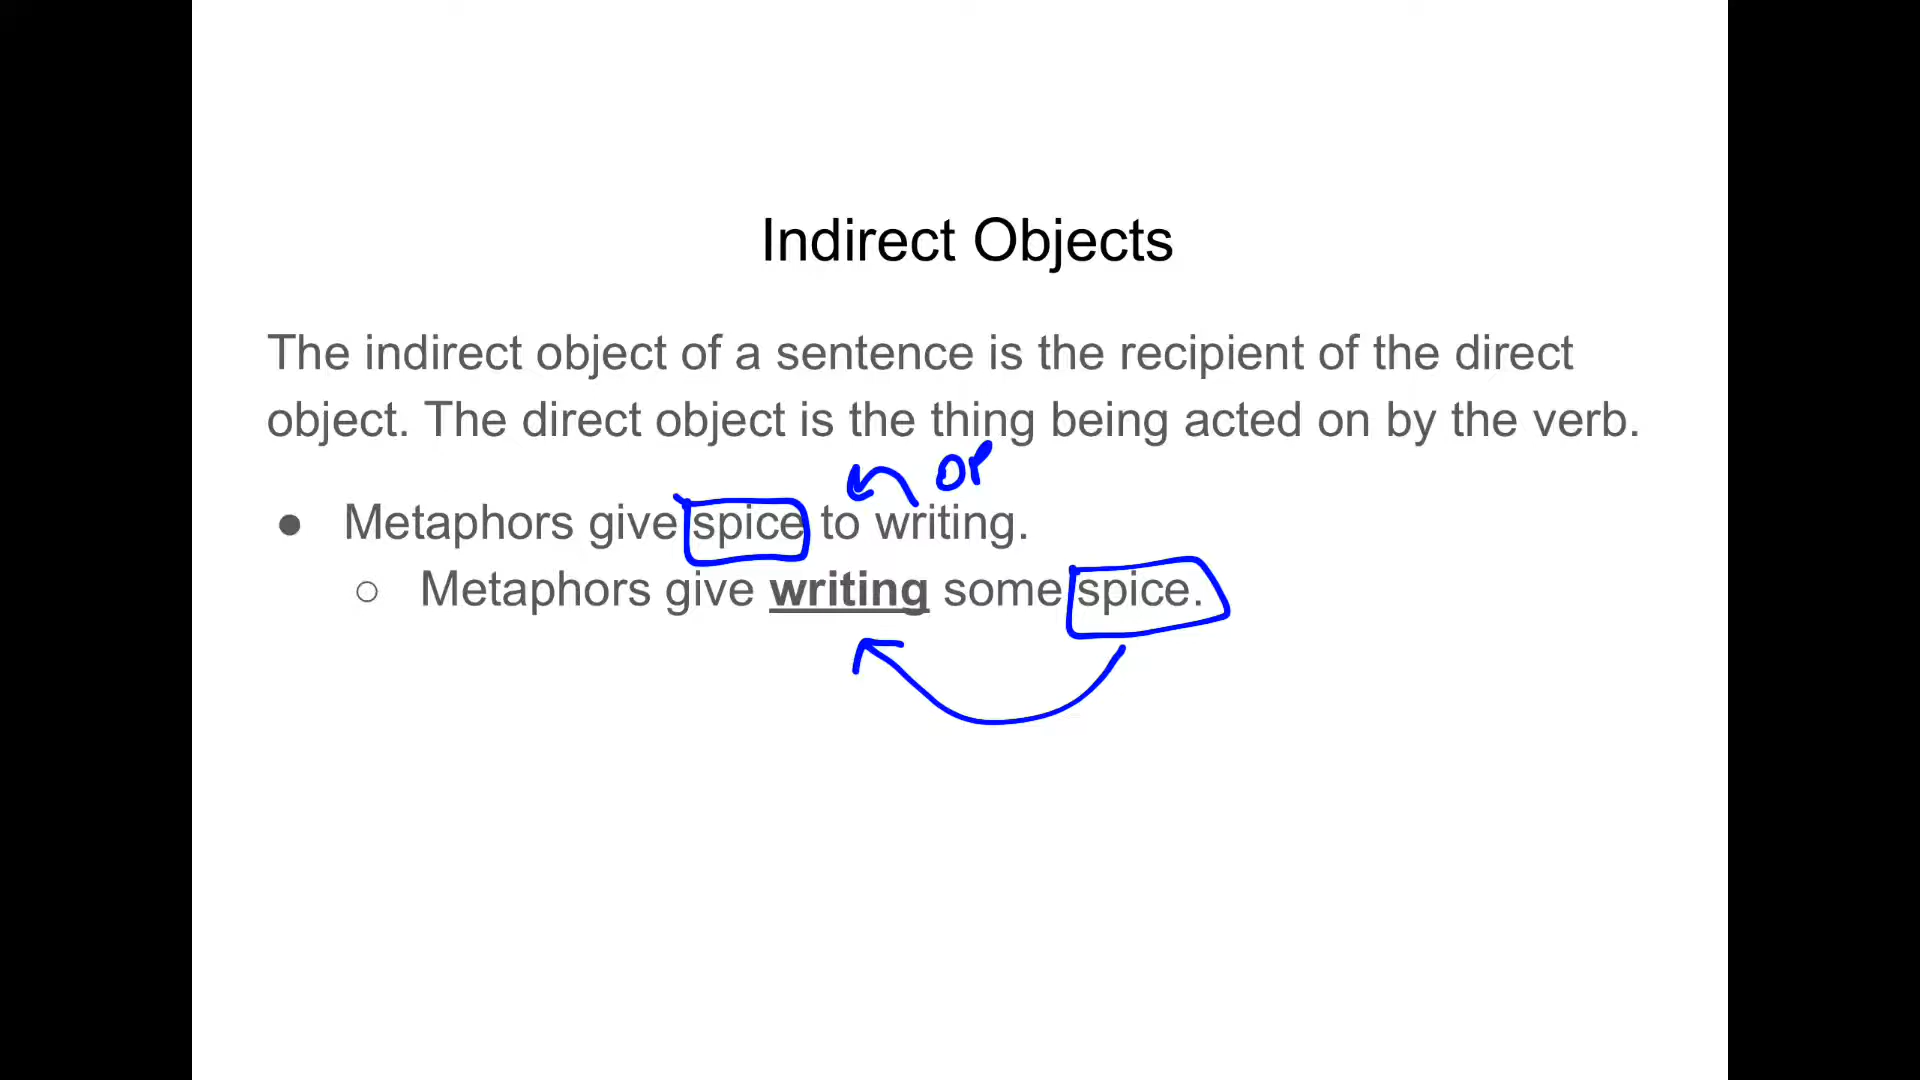 Indirect Objects
The indirect object of a sentence is the recipient of the direct
object. The direct object is the thing being acted on by the verb.
OP
● Metaphors give spice to writing.
○ Metaphors give writing some spice.